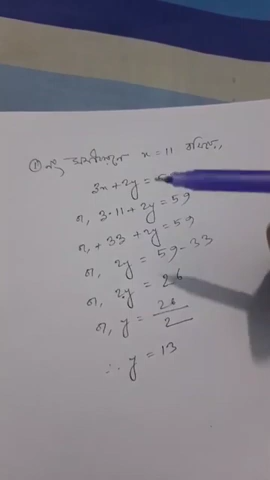 ① নং সমীকরণে x = 11 বসিয়ে,
3x + 2y = 5
বা, 3·11 + 2y = 59
বা, + 33 + 2y = 59
বা, 2y = 59 - 33
বা, 2y = 26
বা, y = 26/2
∴ y = 13